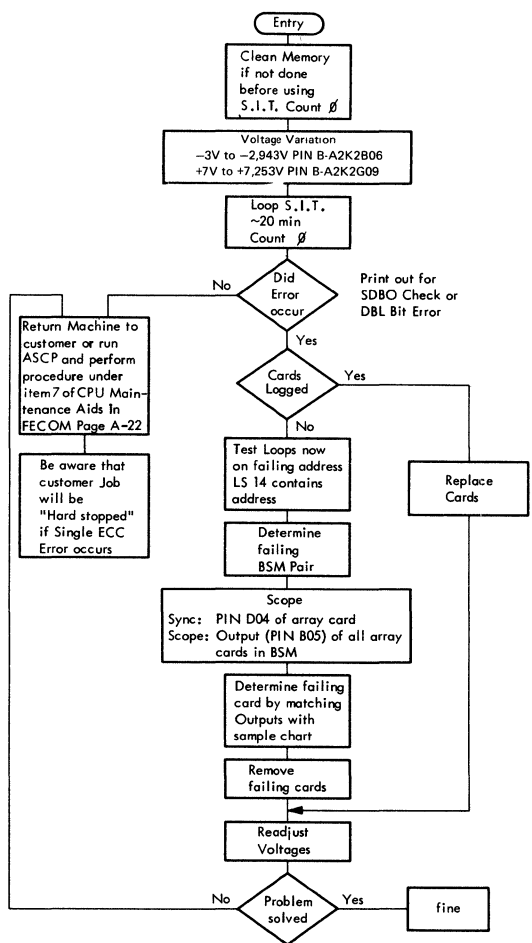 Entry
Clean Memory
if not done
before using
S.I.T. Count Ø
Voltage Variation
–3V to –2,943V PIN B-A2K2B06
+7V to +7,253V PIN B-A2K2G09
Loop S.I.T.
~20 min
Count Ø
Did
Error
occur
No
Yes
Print out for
SDBO Check or
DBL Bit Error
Return Machine to
customer or run
ASCP and perform
procedure under
item 7 of CPU Main-
tenance Aids In
FECOM Page A-22
Be aware that
customer Job
will be
"Hard stopped"
if Single ECC
Error occurs
Cards
Logged
Yes
No
Test Loops now
on failing address
LS 14 contains
address
Replace
Cards
Determine
failing
BSM Pair
Scope
Sync: PIN D04 of array card
Scope: Output (PIN B05) of all array
cards in BSM
Determine failing
card by matching
Outputs with
sample chart
Remove
failing cards
Readjust
Voltages
Problem
solved
No
Yes
fine